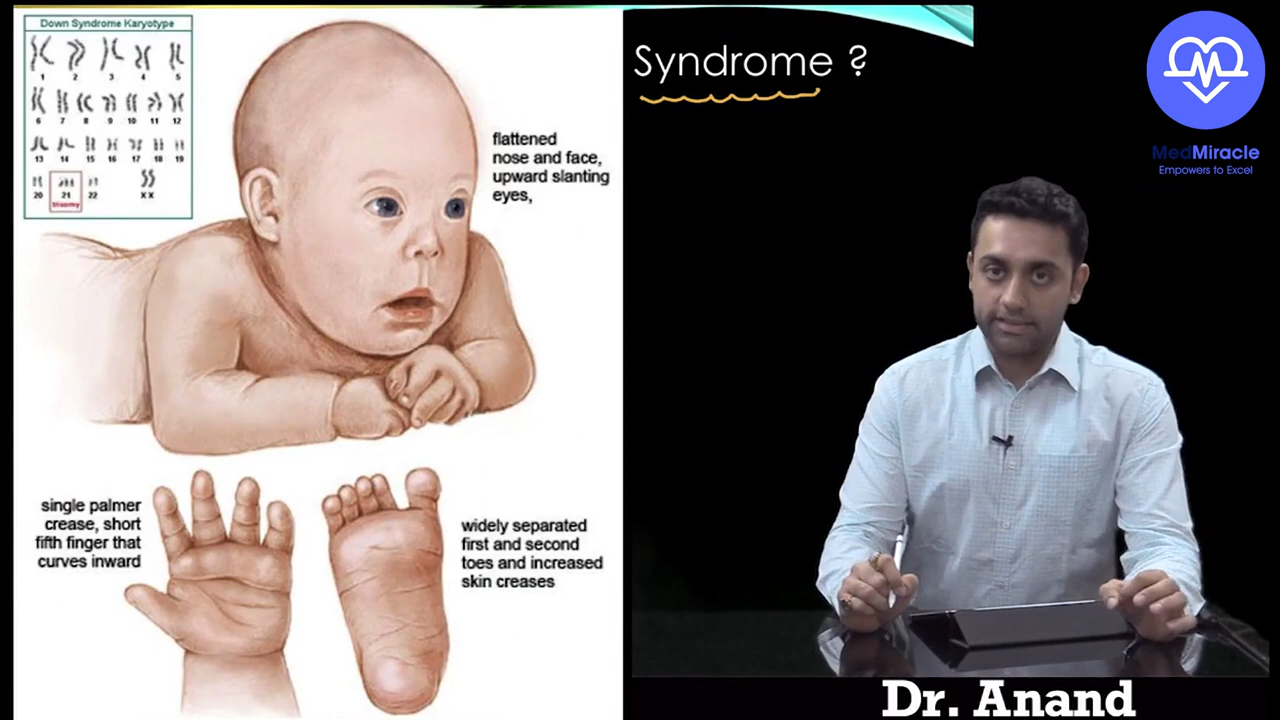 Down Syndrome Karyotype
1 2 3 4 5
6 7 8 9 10 11 12
13 14 15 16 17 18 19
20 21 22 X X
trisomy
flattened
nose and face,
upward slanting
eyes,
single palmer
crease, short
fifth finger that
curves inward
widely separated
first and second
toes and increased
skin creases
Syndrome ?
MedMiracle
Empowers to Excel
Dr. Anand